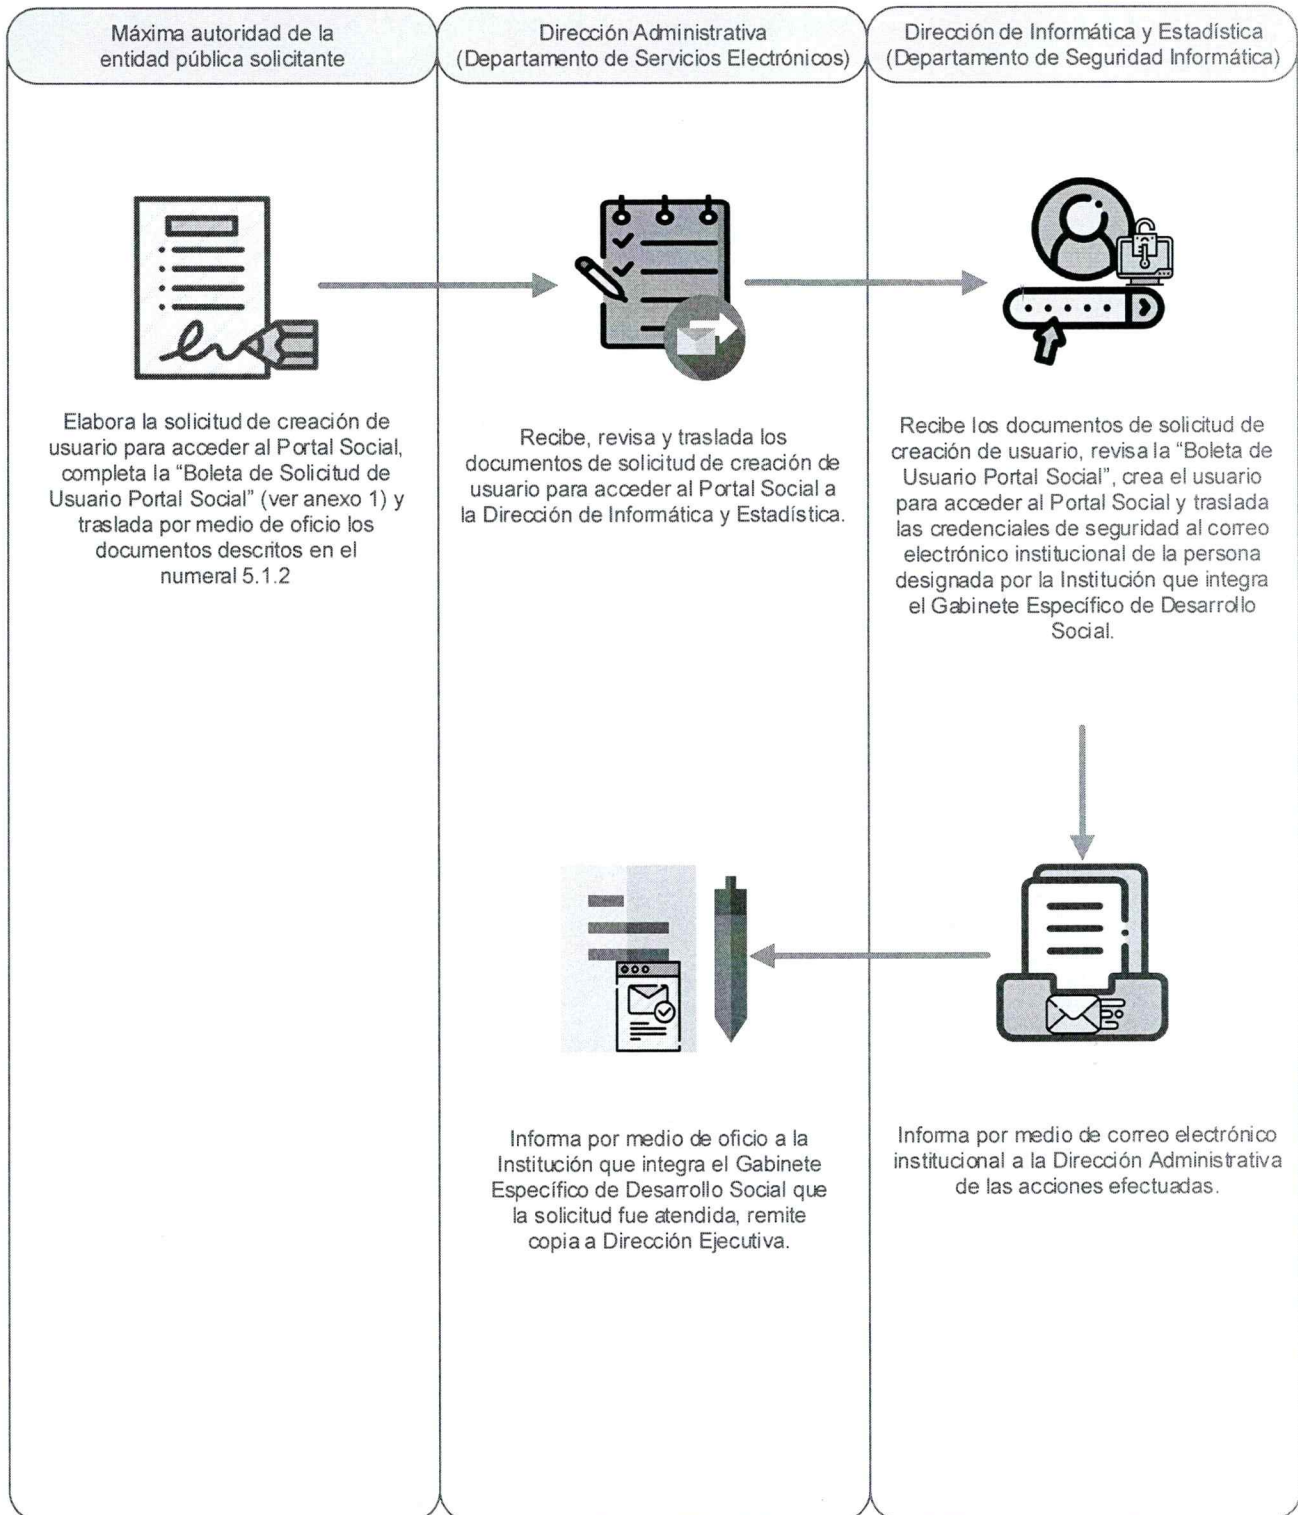 Máxima autoridad de la
entidad pública solicitante
Dirección Administrativa
(Departamento de Servicios Electrónicos)
Dirección de Informática y Estadística
(Departamento de Seguridad Informática)
Elabora la solicitud de creación de
usuario para acceder al Portal Social,
completa la “Boleta de Solicitud de
Usuario Portal Social” (ver anexo 1) y
traslada por medio de oficio los
documentos descritos en el
numeral 5.1.2
Recibe, revisa y traslada los
documentos de solicitud de creación de
usuario para acceder al Portal Social a
la Dirección de Informática y Estadística.
Recibe los documentos de solicitud de
creación de usuario, revisa la “Boleta de
Usuario Portal Social”, crea el usuario
para acceder al Portal Social y traslada
las credenciales de seguridad al correo
electrónico institucional de la persona
designada por la Institución que integra
el Gabinete Específico de Desarrollo
Social.
Informa por medio de correo electrónico
institucional a la Dirección Administrativa
de las acciones efectuadas.
Informa por medio de oficio a la
Institución que integra el Gabinete
Específico de Desarrollo Social que
la solicitud fue atendida, remite
copia a Dirección Ejecutiva.